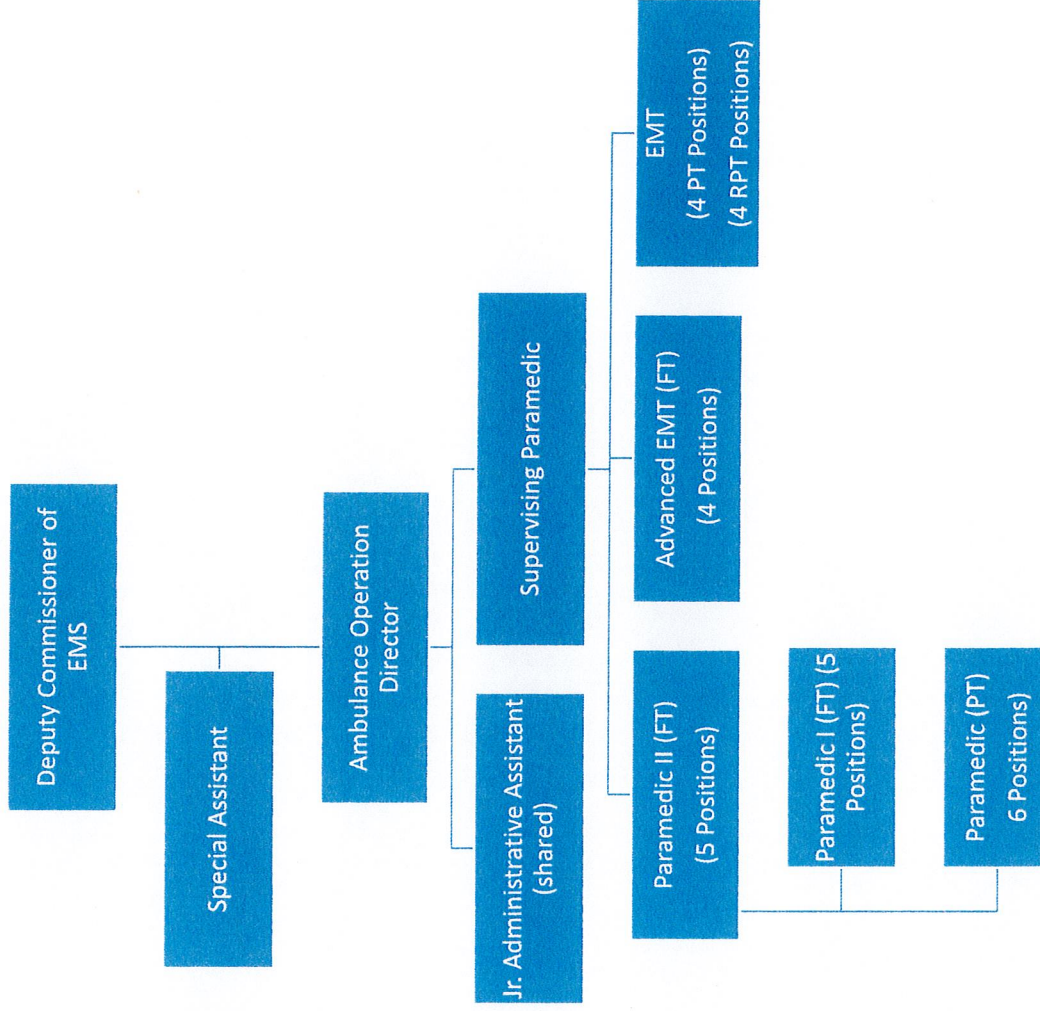 Deputy Commissioner of
EMS
Special Assistant
Ambulance Operation
Director
Jr. Administrative Assistant
(shared)
Supervising Paramedic
Paramedic II (FT)
(5 Positions)
Advanced EMT (FT)
(4 Positions)
EMT
(4 PT Positions)
(4 RPT Positions)
Paramedic I (FT) (5
Positions)
Paramedic (PT)
6 Positions)